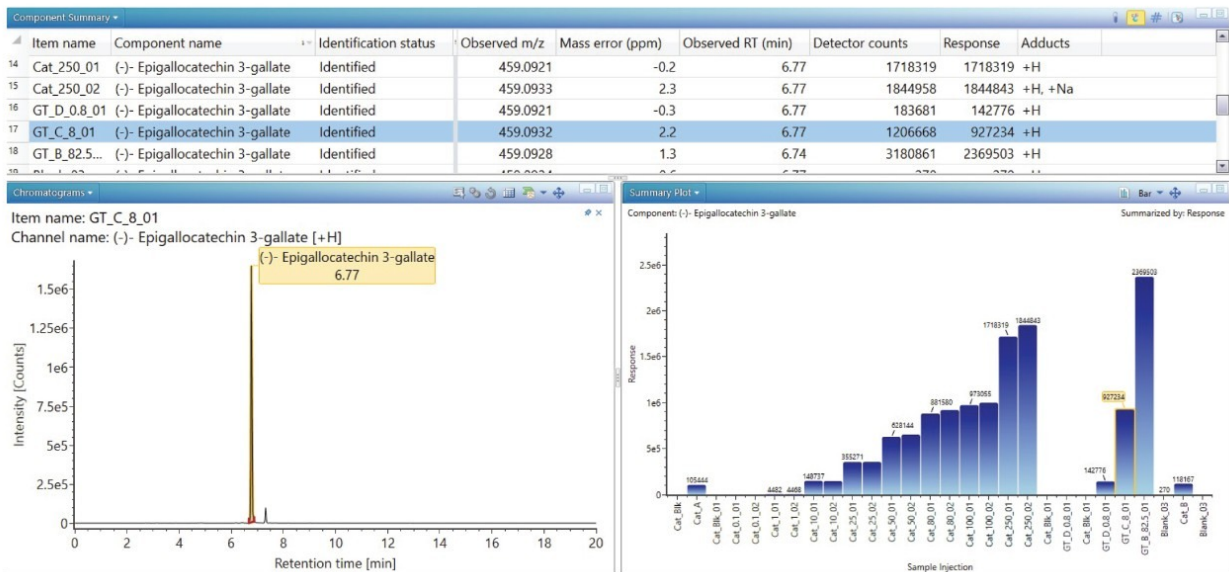 Component Summary
Item name Component name Identification status Observed m/z Mass error (ppm) Observed RT (min) Detector counts Response Adducts
14 Cat_250_01 (-)- Epigallocatechin 3-gallate Identified 459.0921 -0.2 6.77 1718319 1718319 +H
15 Cat_250_02 (-)- Epigallocatechin 3-gallate Identified 459.0933 2.3 6.77 1844958 1844843 +H, +Na
16 GT_D_0.8_01 (-)- Epigallocatechin 3-gallate Identified 459.0921 -0.3 6.77 183681 142776 +H
17 GT_C_8_01 (-)- Epigallocatechin 3-gallate Identified 459.0932 2.2 6.77 1206668 927234 +H
18 GT_B_82.5... (-)- Epigallocatechin 3-gallate Identified 459.0928 1.3 6.74 3180861 2369503 +H
Chromatograms
Item name: GT_C_8_01
Channel name: (-)- Epigallocatechin 3-gallate [+H]
(-)- Epigallocatechin 3-gallate
6.77
Intensity [Counts]
1.5e6
1.25e6
1e6
7.5e5
5e5
2.5e5
0
0 2 4 6 8 10 12 14 16 18 20
Retention time [min]
Summary Plot
Bar
Component: (-)- Epigallocatechin 3-gallate Summarized by: Response
Response
2.5e6
2e6
1.5e6
1e6
5e5
0
105444 4482 4468 148737 355271 628144 881580 973055 1718319 1844843 142776 927234 2369503 270 118167
Cat_Blk Cat_A Cat_Blk_01 Cat_0.1_01 Cat_0.1_02 Cat_1_01 Cat_1_02 Cat_10_01 Cat_10_02 Cat_25_01 Cat_25_02 Cat_50_01 Cat_50_02 Cat_80_01 Cat_80_02 Cat_100_01 Cat_100_02 Cat_250_01 Cat_250_02 Cat_Blk_01 GT_D_0.8_01 Cat_Blk_01 GT_D_0.8_01 GT_C_8_01 GT_B_82.5_01 Blank_03 Cat_B Blank_03
Sample Injection